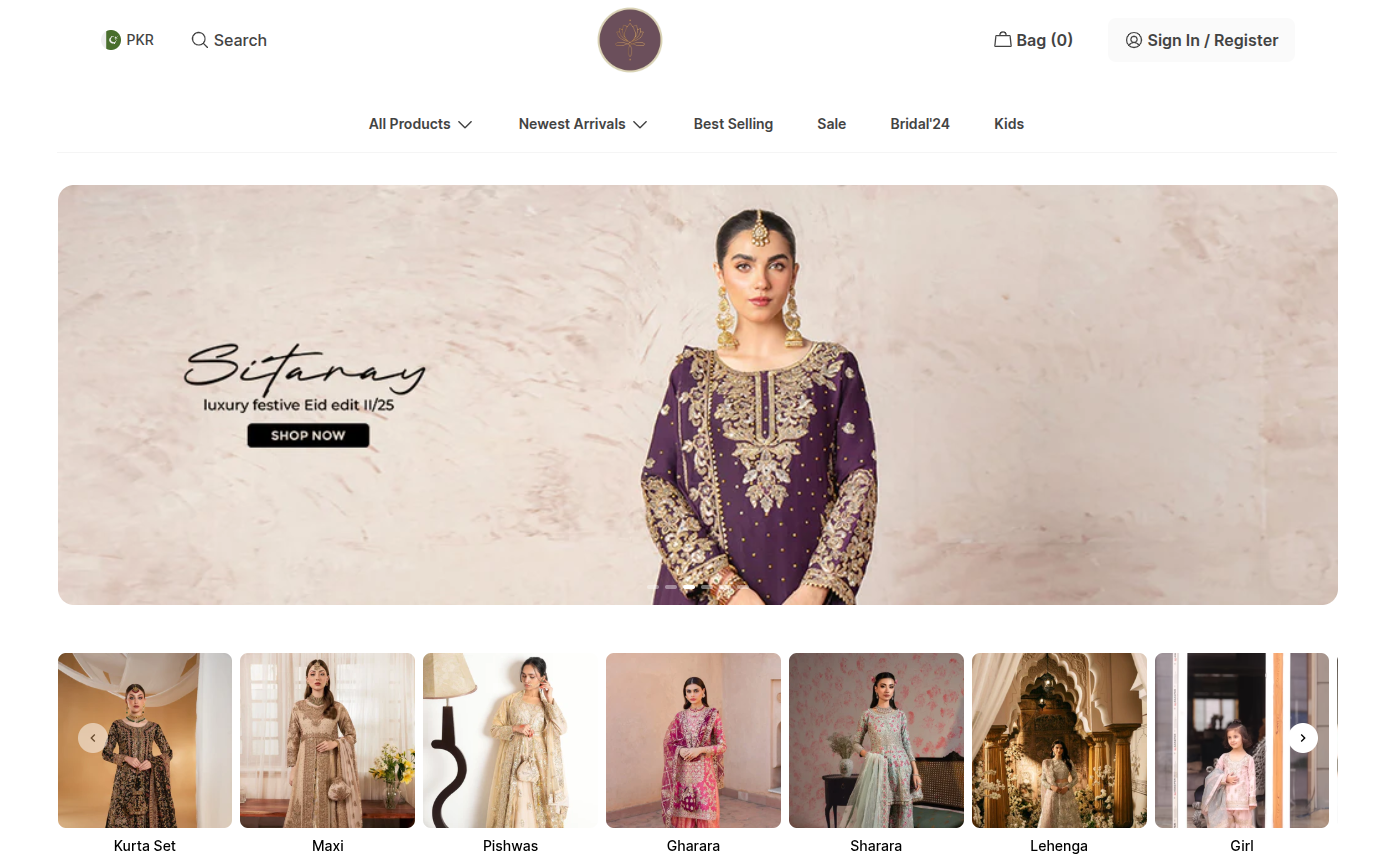 PKR
Search
Bag (0)
Sign In / Register
All Products
Newest Arrivals
Best Selling
Sale
Bridal'24
Kids
Sitaray
luxury festive Eid edit II/25
SHOP NOW
Kurta Set
Maxi
Pishwas
Gharara
Sharara
Lehenga
Girl